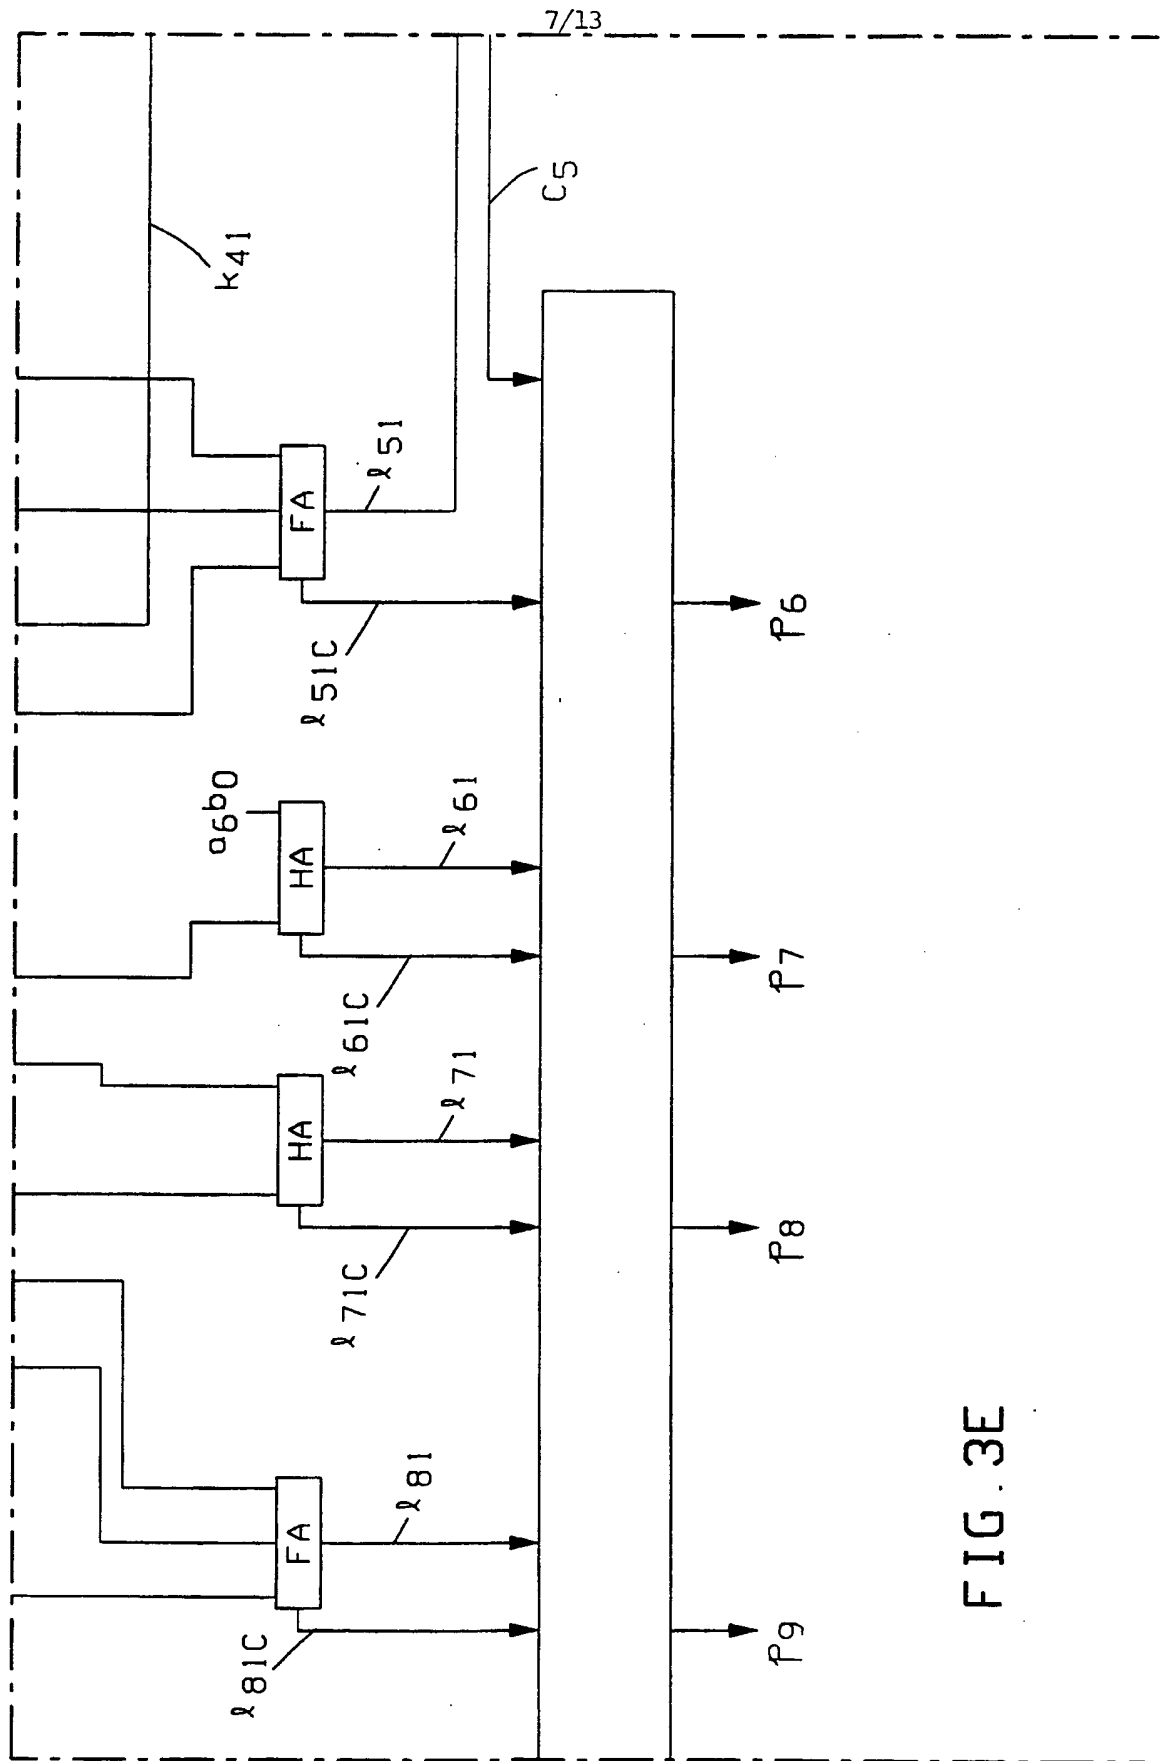 7/13
k41
C5
FA
ℓ51
ℓ51C
a6b0
HA
ℓ61
ℓ61C
HA
ℓ71
ℓ71C
FA
ℓ81
ℓ81C
P6
P7
P8
P9
FIG. 3E